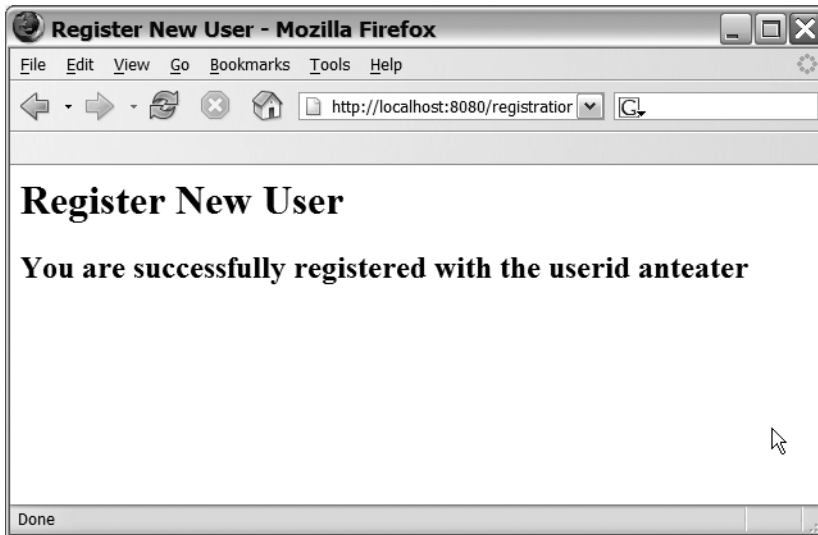 Register New User - Mozilla Firefox
File Edit View Go Bookmarks Tools Help
http://localhost:8080/registration
G
Register New User
You are successfully registered with the userid anteater
Done